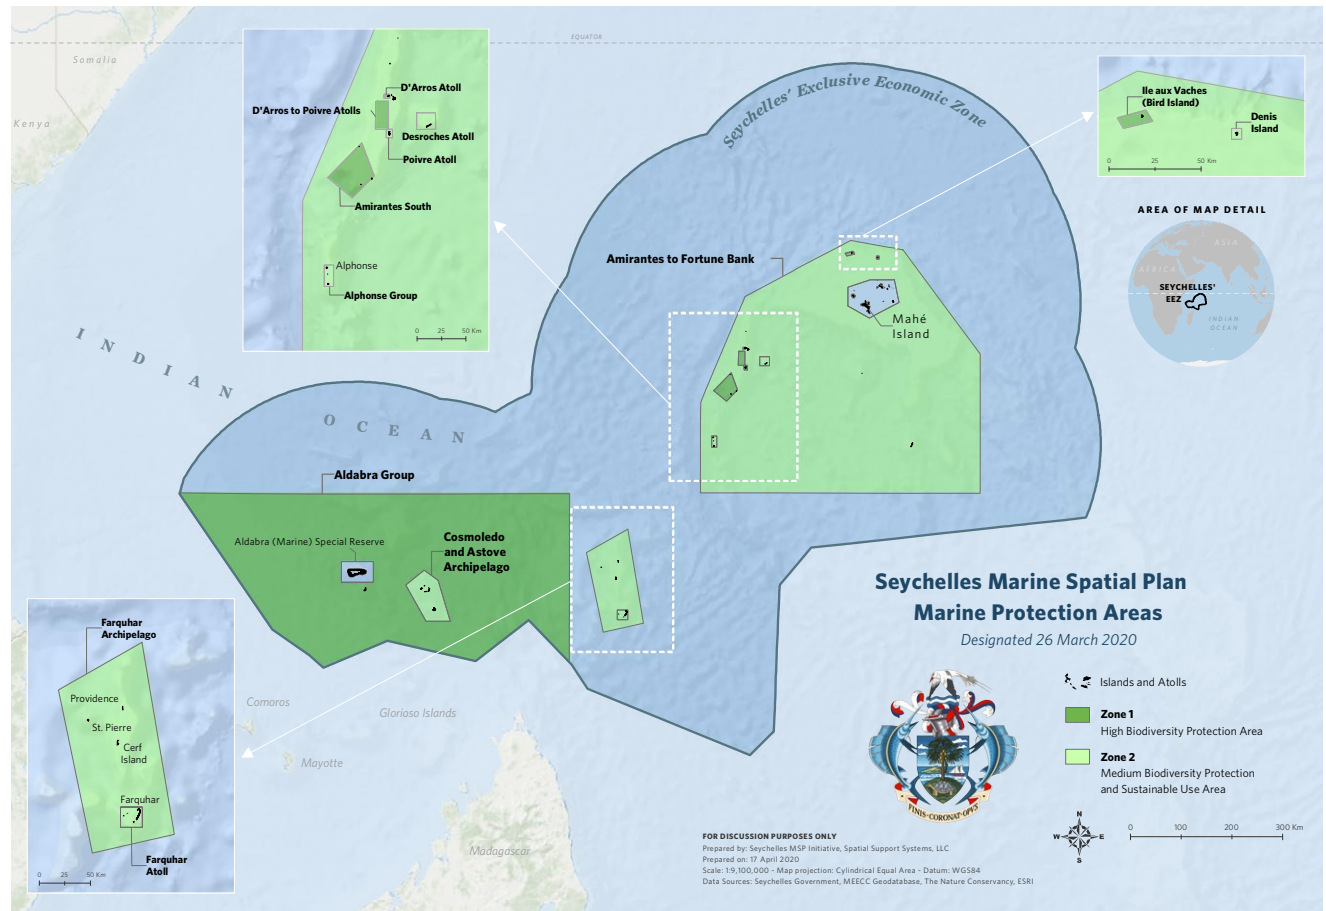 EQUATOR
Somalia
Kenya
D'Arros Atoll
D'Arros to Poivre Atolls
Desroches Atoll
Poivre Atoll
Amirantes South
Alphonse
Alphonse Group
0 25 50 Km
Seychelles' Exclusive Economic Zone
Ile aux Vaches
(Bird Island)
Denis
Island
0 25 50 Km
AREA OF MAP DETAIL
ASIA
AFRICA
SEYCHELLES'
EEZ
INDIAN
OCEAN
Amirantes to Fortune Bank
Mahé
Island
INDIAN
OCEAN
Aldabra Group
Aldabra (Marine) Special Reserve
Cosmoledo
and Astove
Archipelago
Seychelles Marine Spatial Plan
Marine Protection Areas
Designated 26 March 2020
Islands and Atolls
Zone 1
High Biodiversity Protection Area
Zone 2
Medium Biodiversity Protection
and Sustainable Use Area
FINIS·CORONAT·OPVS
N
W E
S
0 100 200 300 Km
Farquhar
Archipelago
Providence
St. Pierre
Cerf
Island
Farquhar
Farquhar
Atoll
0 25 50 Km
Comoros
Glorioso Islands
Mayotte
Madagascar
FOR DISCUSSION PURPOSES ONLY
Prepared by: Seychelles MSP Initiative, Spatial Support Systems, LLC
Prepared on: 17 April 2020
Scale: 1:9,100,000 - Map projection: Cylindrical Equal Area - Datum: WGS84
Data Sources: Seychelles Government, MEECC Geodatabase, The Nature Conservancy, ESRI